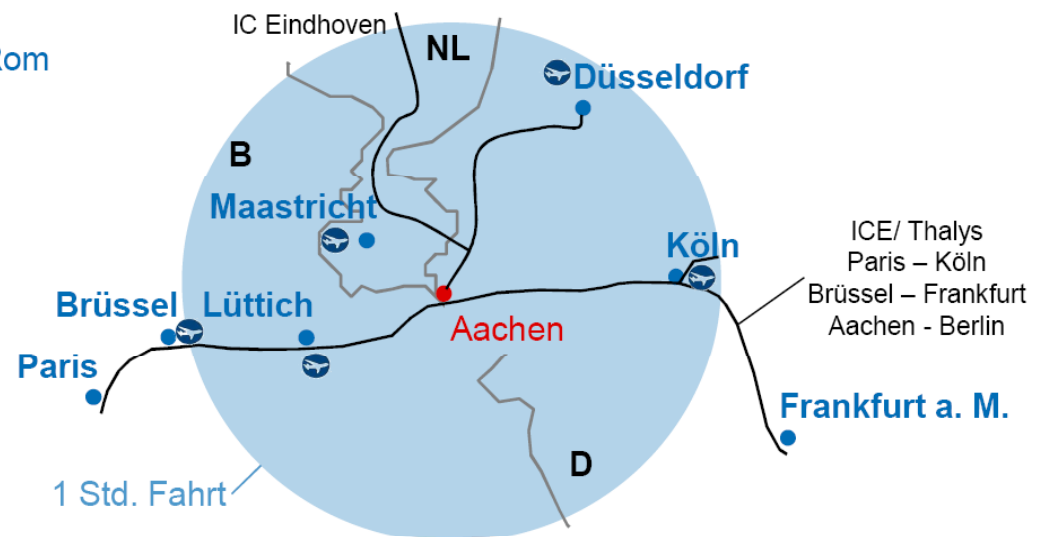 IC Eindhoven
NL
Düsseldorf
B
Maastricht
Köln
ICE/ Thalys
Paris – Köln
Brüssel – Frankfurt
Aachen - Berlin
Brüssel
Lüttich
Aachen
Paris
Frankfurt a. M.
D
1 Std. Fahrt